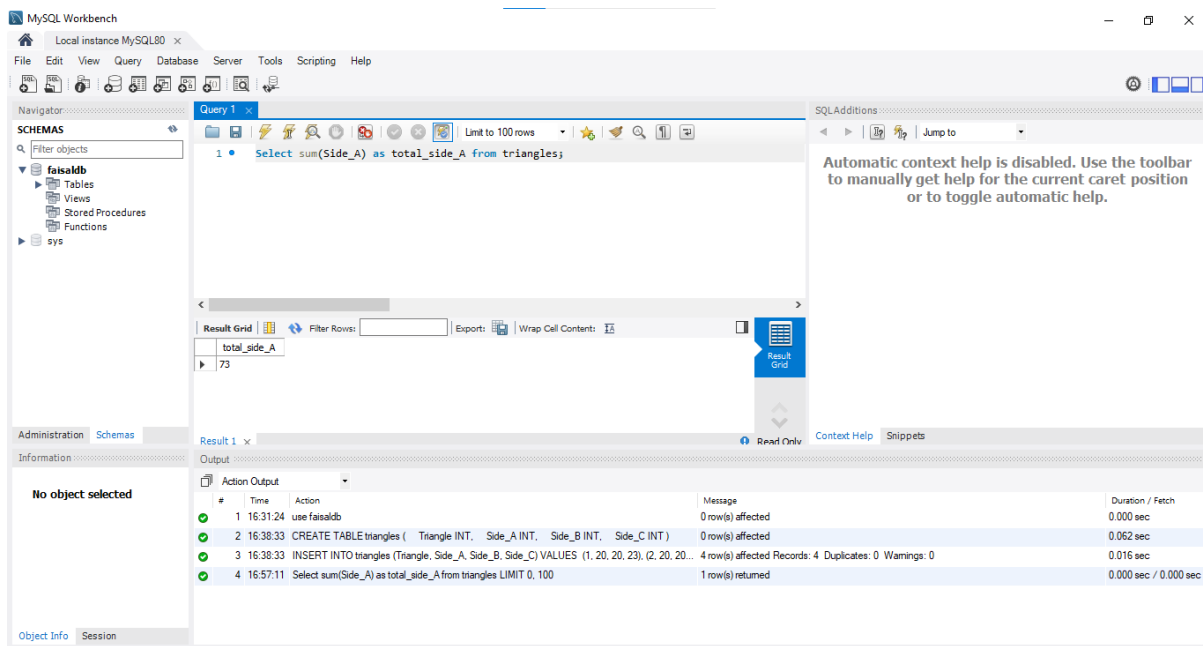 MySQL Workbench
Local instance MySQL80
File Edit View Query Database Server Tools Scripting Help
Navigator
SCHEMAS
Filter objects
faisaldb
Tables
Views
Stored Procedures
Functions
sys
Administration Schemas
Query 1
Limit to 100 rows
1 Select sum(Side_A) as total_side_A from triangles;
Result Grid Filter Rows: Export: Wrap Cell Content:
total_side_A
73
Result Grid
Result 1 Read Only
SQLAdditions
Jump to
Automatic context help is disabled. Use the toolbar
to manually get help for the current caret position
or to toggle automatic help.
Context Help Snippets
Information
No object selected
Object Info Session
Output
Action Output
# Time Action Message Duration / Fetch
1 16:31:24 use faisaldb 0 row(s) affected 0.000 sec
2 16:38:33 CREATE TABLE triangles ( Triangle INT, Side_A INT, Side_B INT, Side_C INT ) 0 row(s) affected 0.062 sec
3 16:38:33 INSERT INTO triangles (Triangle, Side_A, Side_B, Side_C) VALUES (1, 20, 20, 23), (2, 20, 20... 4 row(s) affected Records: 4 Duplicates: 0 Warnings: 0 0.016 sec
4 16:57:11 Select sum(Side_A) as total_side_A from triangles LIMIT 0, 100 1 row(s) returned 0.000 sec / 0.000 sec